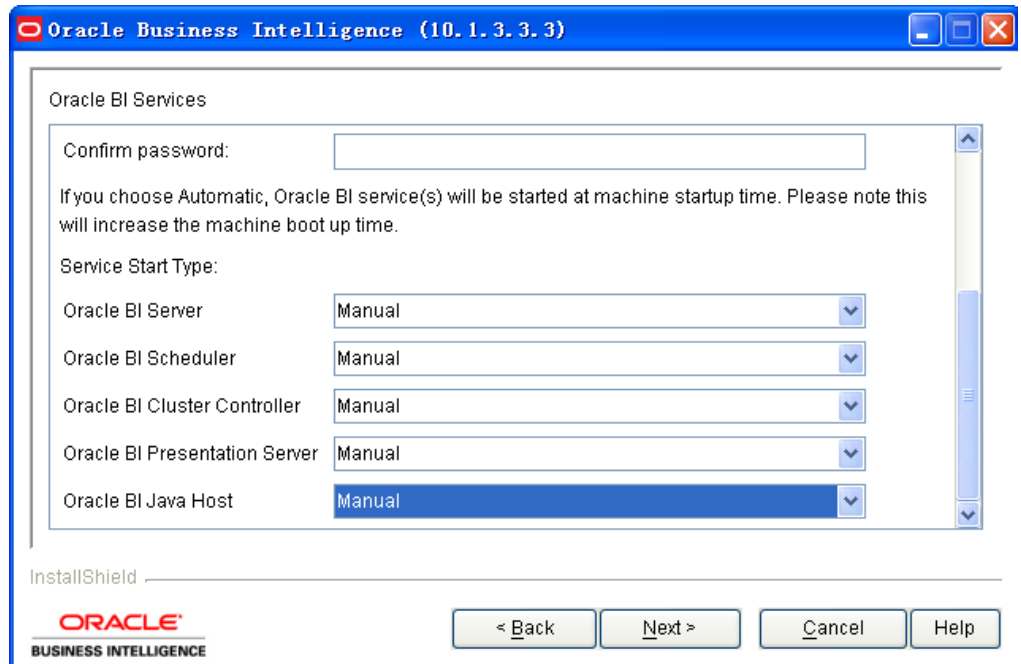 Oracle Business Intelligence (10.1.3.3.3)
Oracle BI Services
Confirm password:
If you choose Automatic, Oracle BI service(s) will be started at machine startup time. Please note this
will increase the machine boot up time.
Service Start Type:
Oracle BI Server Manual
Oracle BI Scheduler Manual
Oracle BI Cluster Controller Manual
Oracle BI Presentation Server Manual
Oracle BI Java Host Manual
InstallShield
ORACLE
BUSINESS INTELLIGENCE
< Back Next > Cancel Help